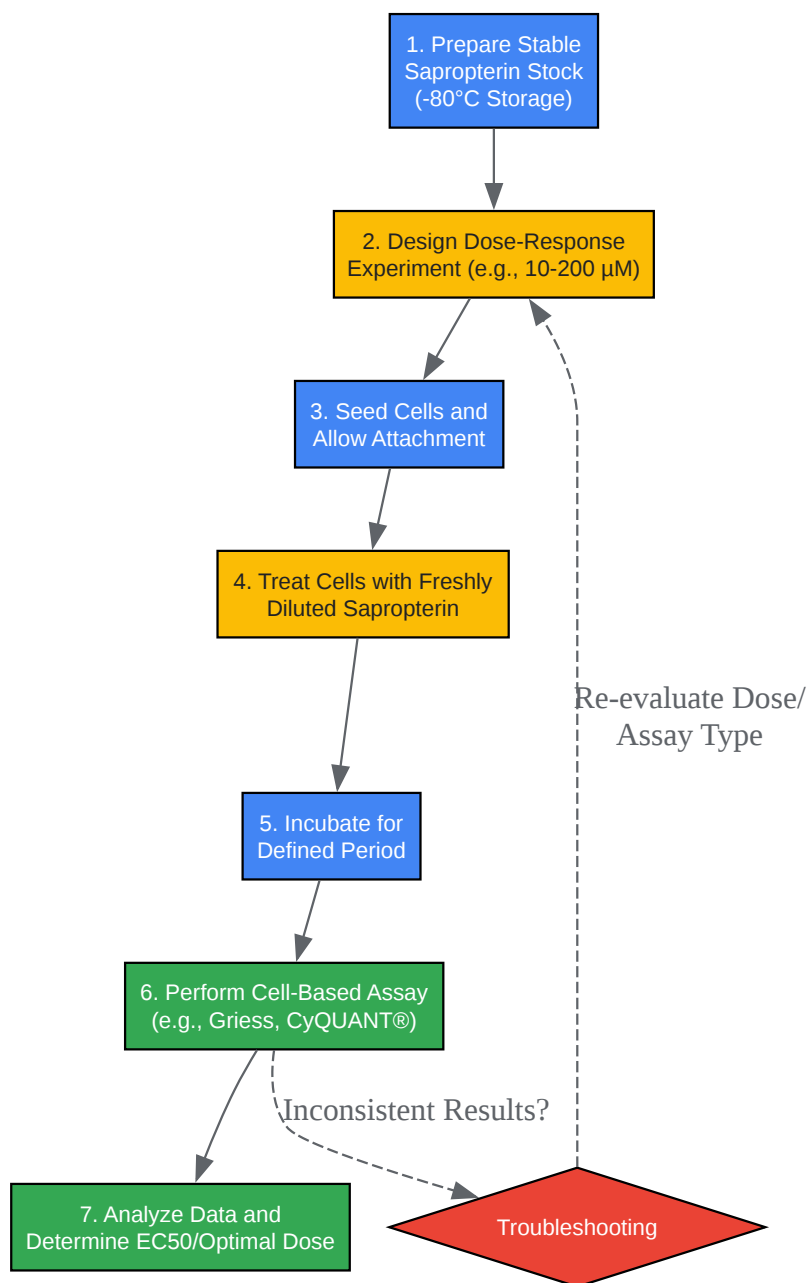 1. Prepare Stable
Sapropterin Stock
(-80°C Storage)
2. Design Dose-Response
Experiment (e.g., 10-200 µM)
3. Seed Cells and
Allow Attachment
4. Treat Cells with Freshly
Diluted Sapropterin
Re-evaluate Dose/
Assay Type
5. Incubate for
Defined Period
6. Perform Cell-Based Assay
(e.g., Griess, CyQUANT®)
Inconsistent Results?
7. Analyze Data and
Determine EC50/Optimal Dose
Troubleshooting